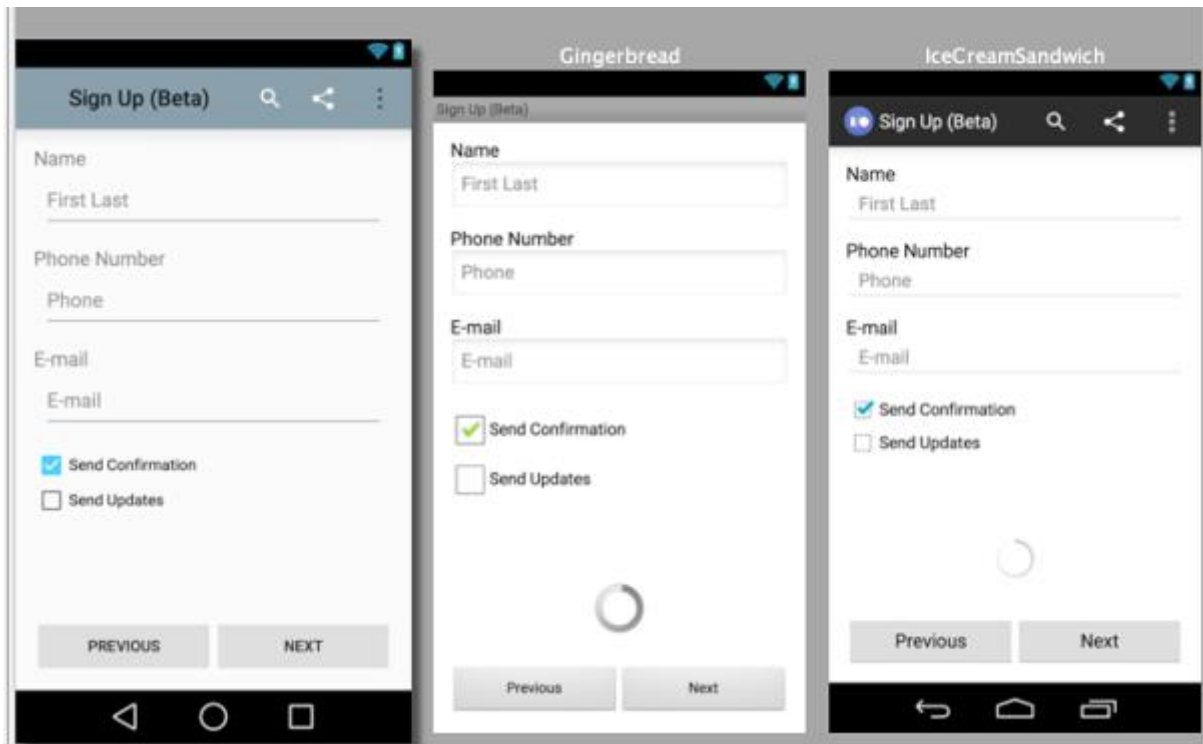 Sign Up (Beta)
Name
First Last
Phone Number
Phone
E-mail
E-mail
Send Confirmation
Send Updates
PREVIOUS
NEXT
Gingerbread
Sign Up (Beta)
Name
First Last
Phone Number
Phone
E-mail
E-mail
Send Confirmation
Send Updates
Previous
Next
IceCreamSandwich
Sign Up (Beta)
Name
First Last
Phone Number
Phone
E-mail
E-mail
Send Confirmation
Send Updates
Previous
Next